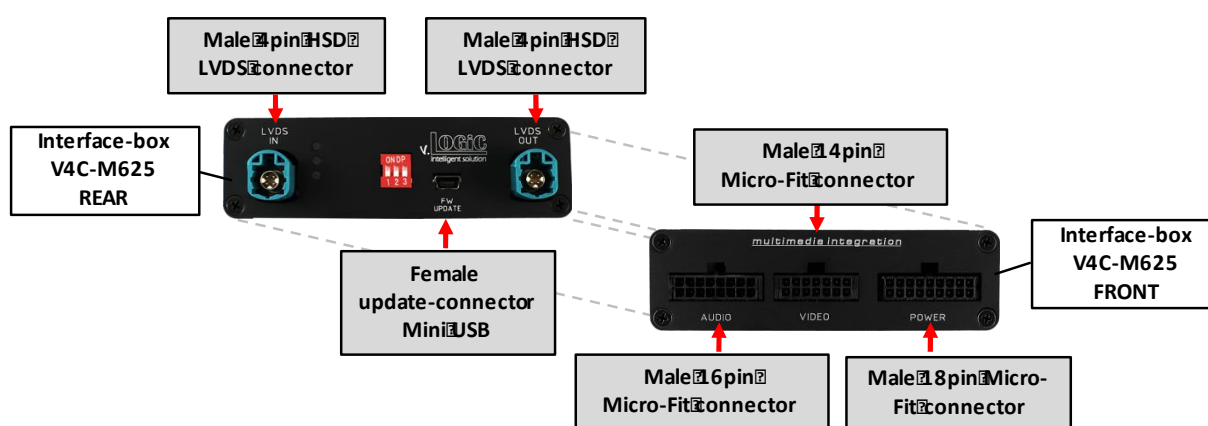 Male 4pin HSD
LVDS connector
Male 4pin HSD
LVDS connector
Interface-box
V4C-M625
REAR
LVDS
IN
ON DP
1 2 3
v.LOGiC
intelligent solution
FW
UPDATE
LVDS
OUT
Male 14pin
Micro-Fit connector
Female
update-connector
Mini USB
multimedia integration
AUDIO
VIDEO
POWER
Interface-box
V4C-M625
FRONT
Male 16pin
Micro-Fit connector
Male 18pin Micro-
Fit connector